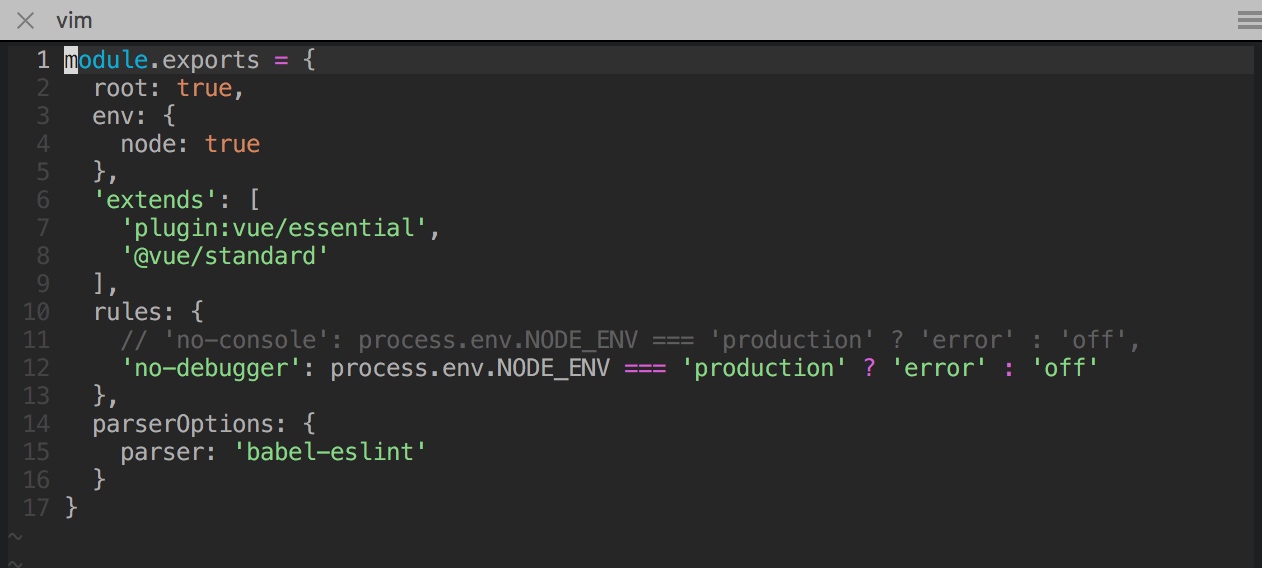 vim
1 module.exports = {
2   root: true,
3   env: {
4     node: true
5   },
6   'extends': [
7     'plugin:vue/essential',
8     '@vue/standard'
9   ],
10   rules: {
11     // 'no-console': process.env.NODE_ENV === 'production' ? 'error' : 'off',
12     'no-debugger': process.env.NODE_ENV === 'production' ? 'error' : 'off'
13   },
14   parserOptions: {
15     parser: 'babel-eslint'
16   }
17 }
~
~